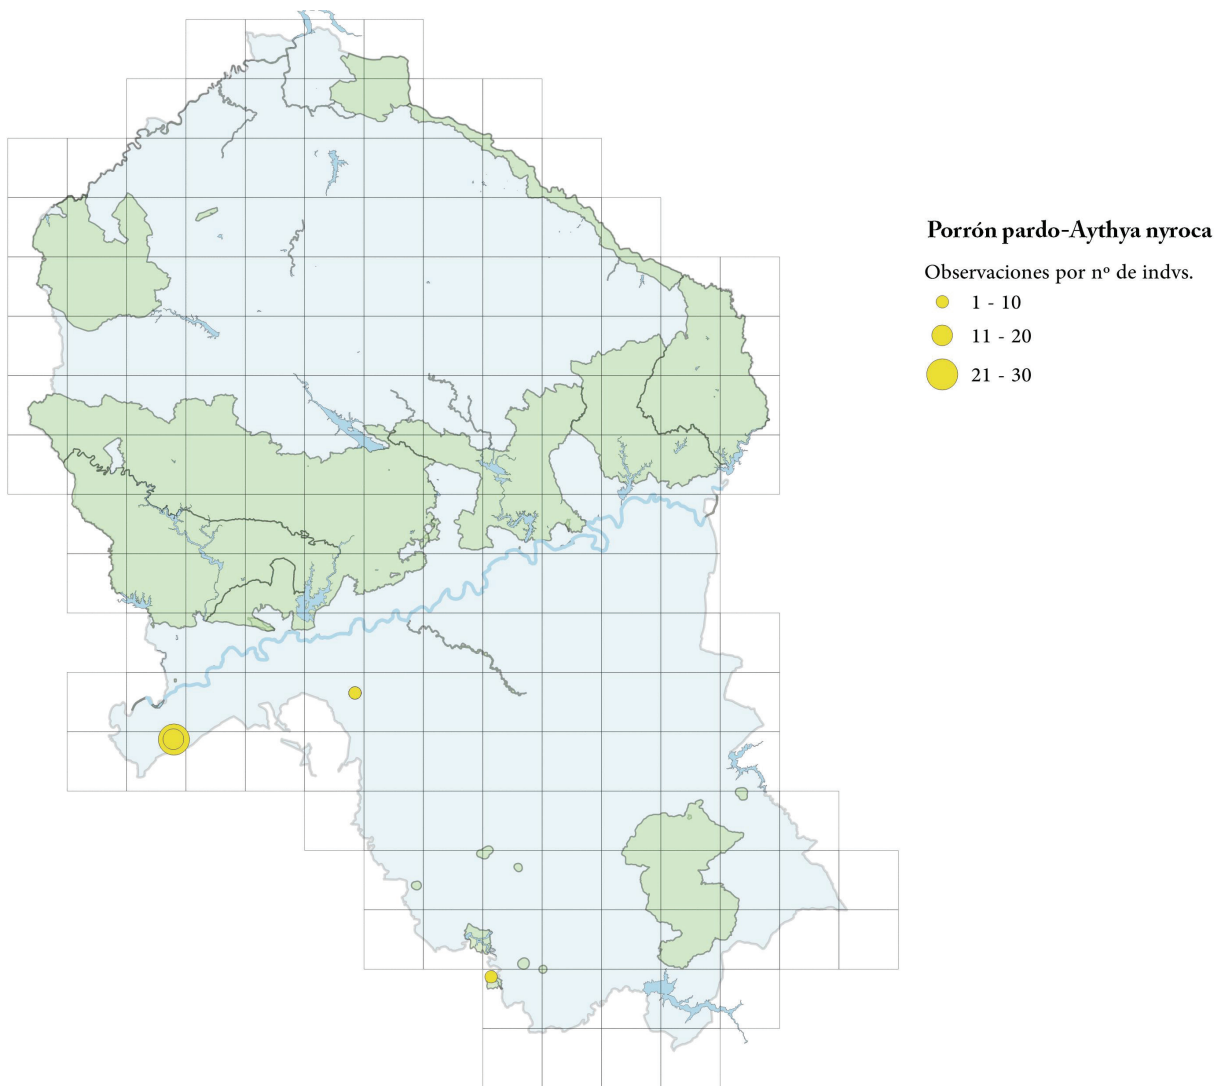 Porrón pardo-Aythya nyroca
Observaciones por nº de indvs.
1 - 10
11 - 20
21 - 30